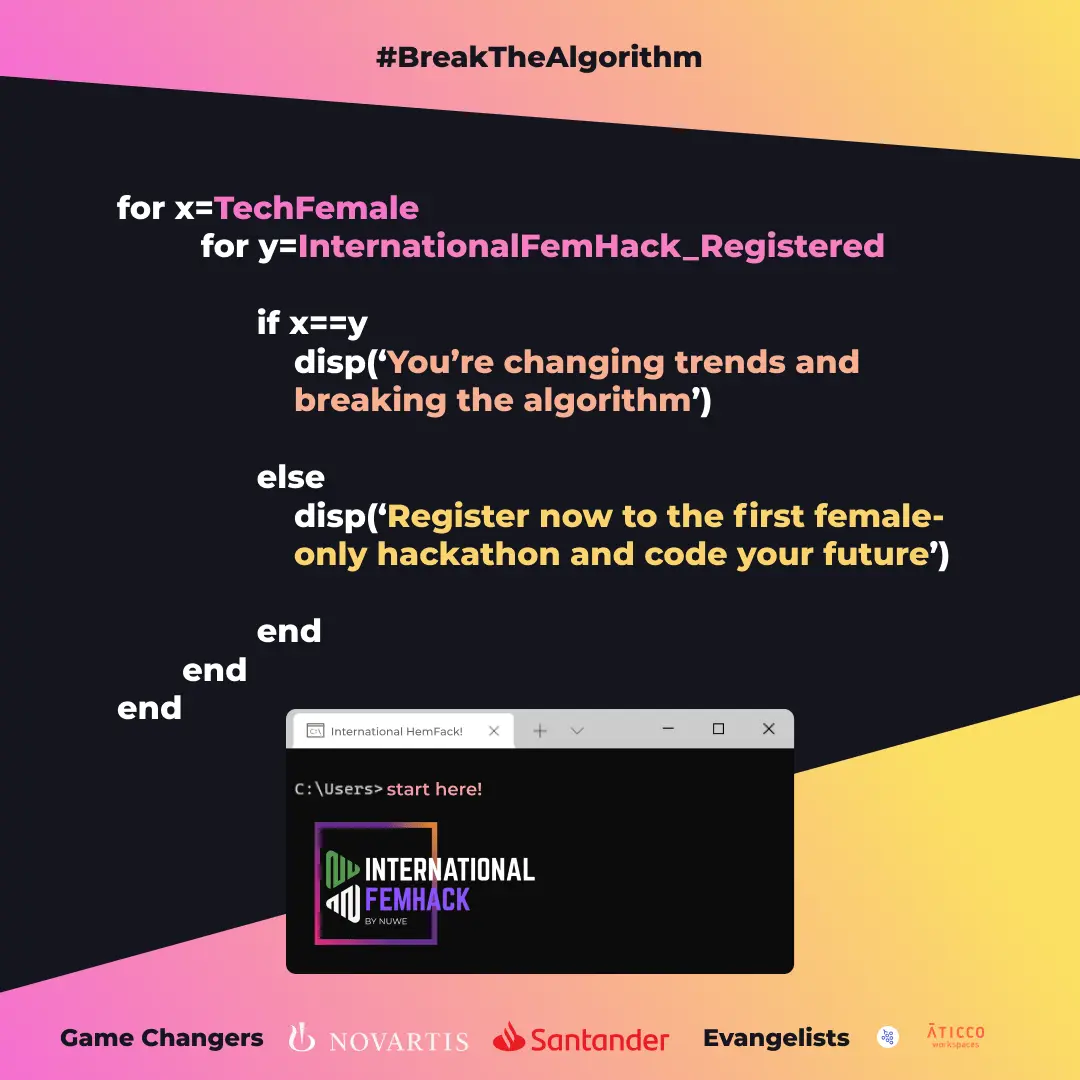 #BreakTheAlgorithm
for x=TechFemale
for y=InternationalFemHack_Registered
if x==y
disp(‘You’re changing trends and
breaking the algorithm’)
else
disp(‘Register now to the first female-
only hackathon and code your future’)
end
end
end
C:\ International HemFack!
C:\Users> start here!
INTERNATIONAL
FEMHACK
BY NUWE
Game Changers NOVARTIS Santander Evangelists ĀTICCO
workspaces